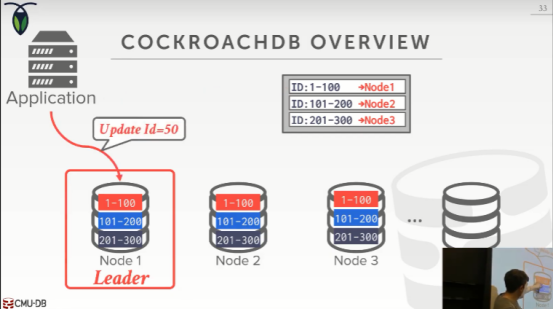 33
COCKROACHDB OVERVIEW
Application
ID:1-100 →Node1
ID:101-200 →Node2
ID:201-300 →Node3
Update Id=50
1-100
101-200
201-300
Node 1
Leader
1-100
101-200
201-300
Node 2
1-100
101-200
201-300
Node 3
...
CMU-DB